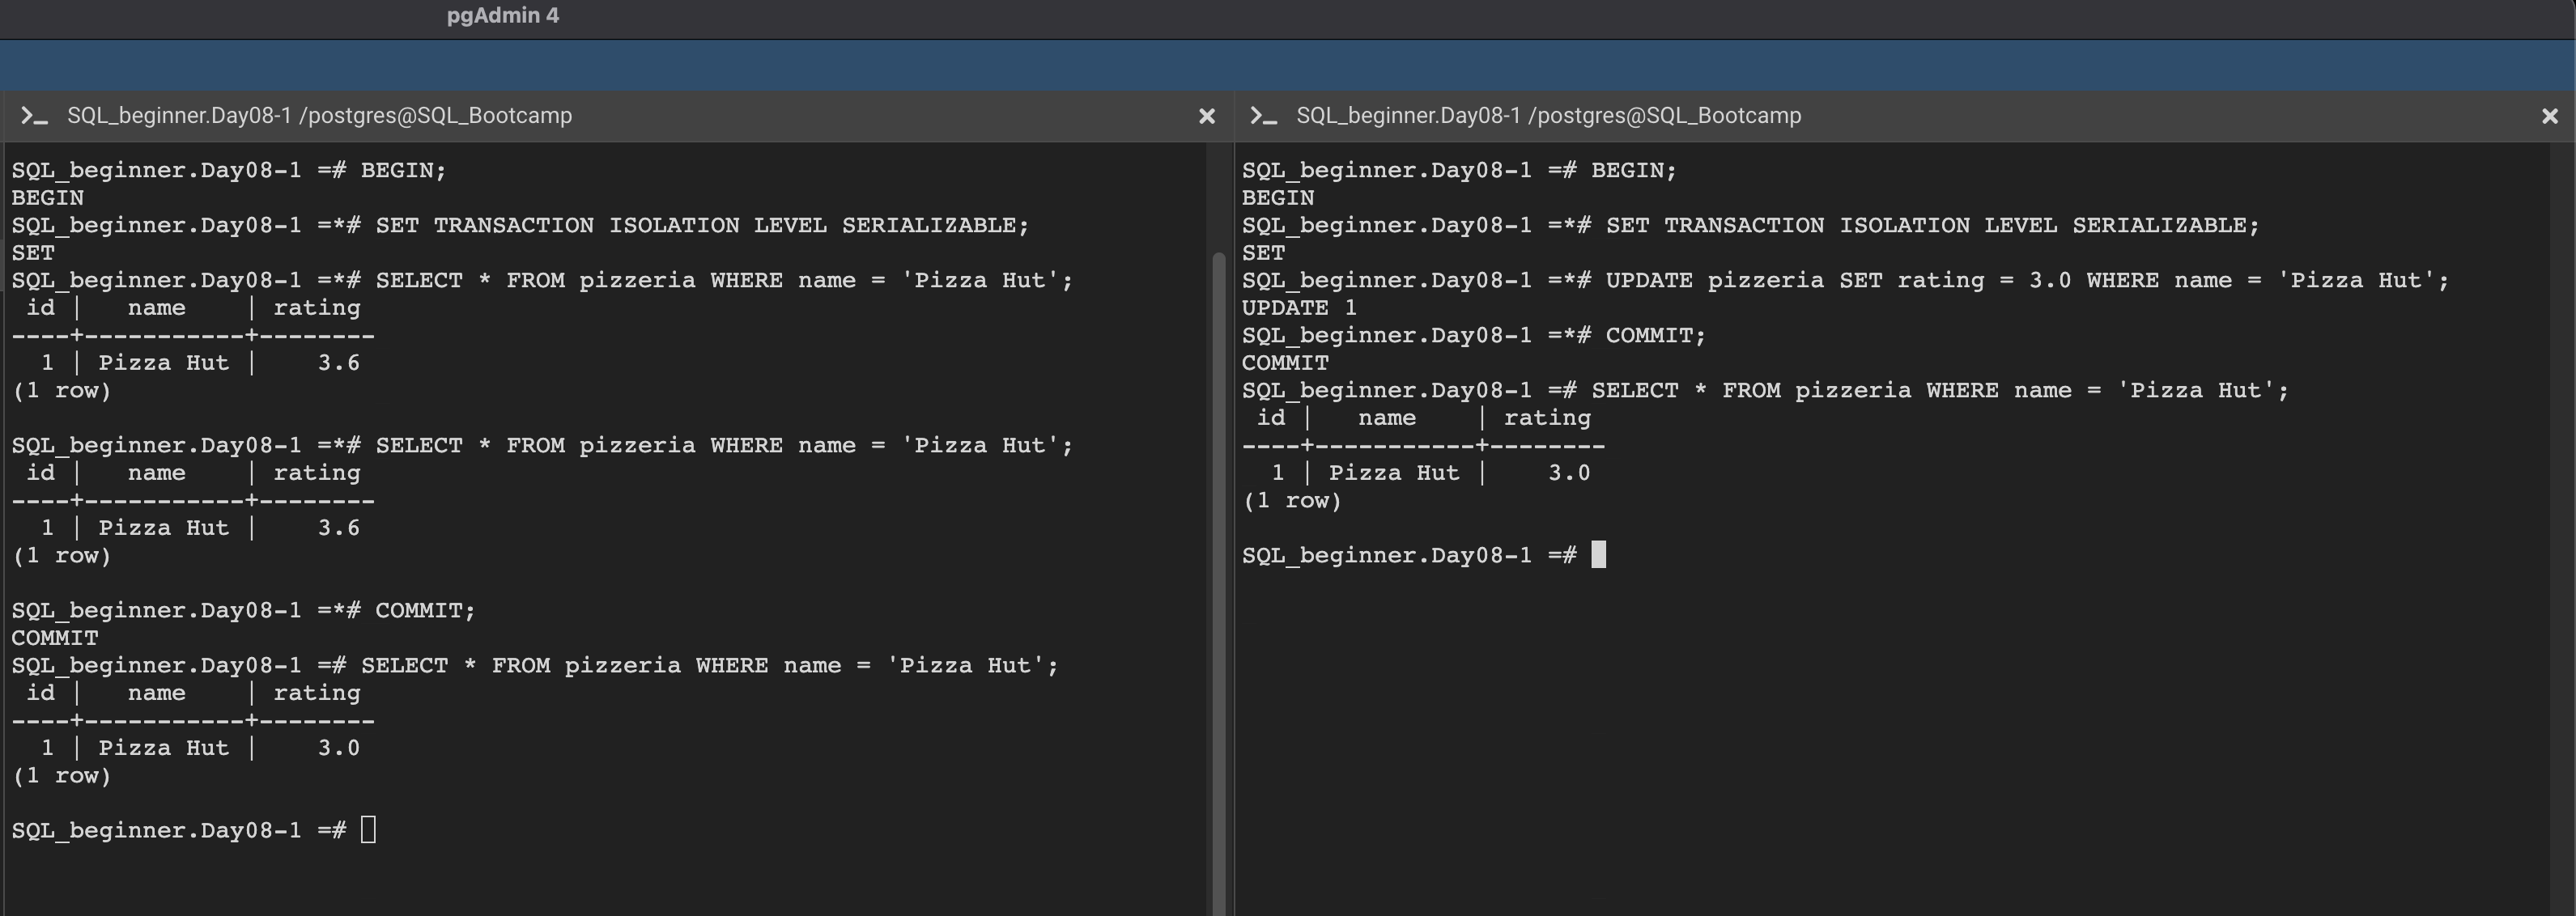 pgAdmin 4
SQL_beginner.Day08-1 /postgres@SQL_Bootcamp
SQL_beginner.Day08-1 =# BEGIN;
BEGIN
SQL_beginner.Day08-1 =*# SET TRANSACTION ISOLATION LEVEL SERIALIZABLE;
SET
SQL_beginner.Day08-1 =*# SELECT * FROM pizzeria WHERE name = 'Pizza Hut';
 id |   name    | rating
----+-----------+--------
  1 | Pizza Hut |    3.6
(1 row)
SQL_beginner.Day08-1 =*# SELECT * FROM pizzeria WHERE name = 'Pizza Hut';
 id |   name    | rating
----+-----------+--------
  1 | Pizza Hut |    3.6
(1 row)
SQL_beginner.Day08-1 =*# COMMIT;
COMMIT
SQL_beginner.Day08-1 =# SELECT * FROM pizzeria WHERE name = 'Pizza Hut';
 id |   name    | rating
----+-----------+--------
  1 | Pizza Hut |    3.0
(1 row)
SQL_beginner.Day08-1 =#
SQL_beginner.Day08-1 /postgres@SQL_Bootcamp
SQL_beginner.Day08-1 =# BEGIN;
BEGIN
SQL_beginner.Day08-1 =*# SET TRANSACTION ISOLATION LEVEL SERIALIZABLE;
SET
SQL_beginner.Day08-1 =*# UPDATE pizzeria SET rating = 3.0 WHERE name = 'Pizza Hut';
UPDATE 1
SQL_beginner.Day08-1 =*# COMMIT;
COMMIT
SQL_beginner.Day08-1 =# SELECT * FROM pizzeria WHERE name = 'Pizza Hut';
 id |   name    | rating
----+-----------+--------
  1 | Pizza Hut |    3.0
(1 row)
SQL_beginner.Day08-1 =#